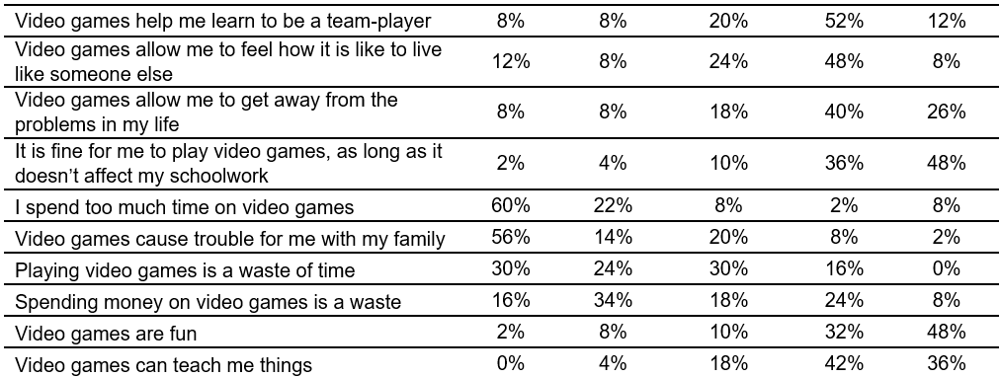 Video games help me learn to be a team-player 8% 8% 20% 52% 12%
Video games allow me to feel how it is like to live
like someone else 12% 8% 24% 48% 8%
Video games allow me to get away from the
problems in my life 8% 8% 18% 40% 26%
It is fine for me to play video games, as long as it
doesn’t affect my schoolwork 2% 4% 10% 36% 48%
I spend too much time on video games 60% 22% 8% 2% 8%
Video games cause trouble for me with my family 56% 14% 20% 8% 2%
Playing video games is a waste of time 30% 24% 30% 16% 0%
Spending money on video games is a waste 16% 34% 18% 24% 8%
Video games are fun 2% 8% 10% 32% 48%
Video games can teach me things 0% 4% 18% 42% 36%